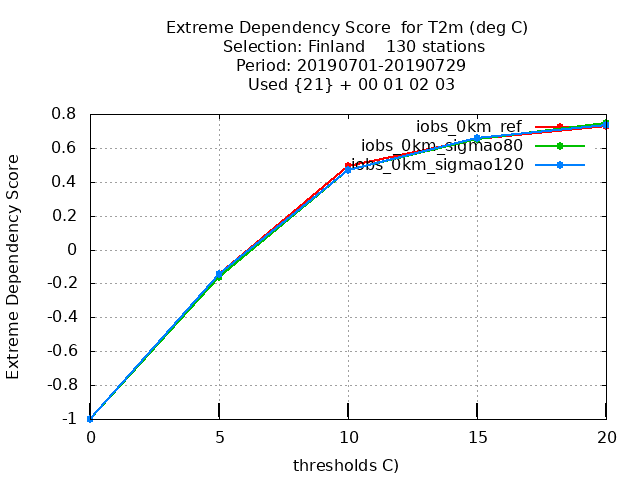 Extreme Dependency Score  for T2m (deg C)
Selection: Finland    130 stations
Period: 20190701-20190729
Used {21} + 00 01 02 03
Extreme Dependency Score
0.8
0.6
0.4
0.2
0
-0.2
-0.4
-0.6
-0.8
-1
iobs_0km_ref
iobs_0km_sigmao80
iobs_0km_sigmao120
0 5 10 15 20
thresholds C)